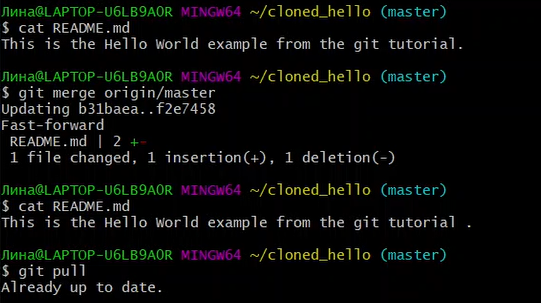 Лина@LAPTOP-U6LB9A0R MINGW64 ~/cloned_hello (master)
$ cat README.md
This is the Hello World example from the git tutorial.
Лина@LAPTOP-U6LB9A0R MINGW64 ~/cloned_hello (master)
$ git merge origin/master
Updating b31baea..f2e7458
Fast-forward
 README.md | 2 +-
 1 file changed, 1 insertion(+), 1 deletion(-)
Лина@LAPTOP-U6LB9A0R MINGW64 ~/cloned_hello (master)
$ cat README.md
This is the Hello World example from the git tutorial .
Лина@LAPTOP-U6LB9A0R MINGW64 ~/cloned_hello (master)
$ git pull
Already up to date.